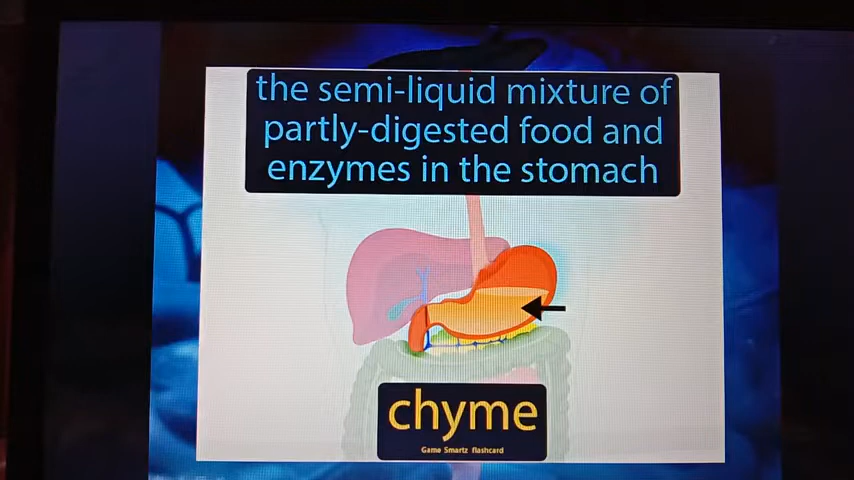 the semi-liquid mixture of
partly-digested food and
enzymes in the stomach
chyme
Game Smartz flashcard